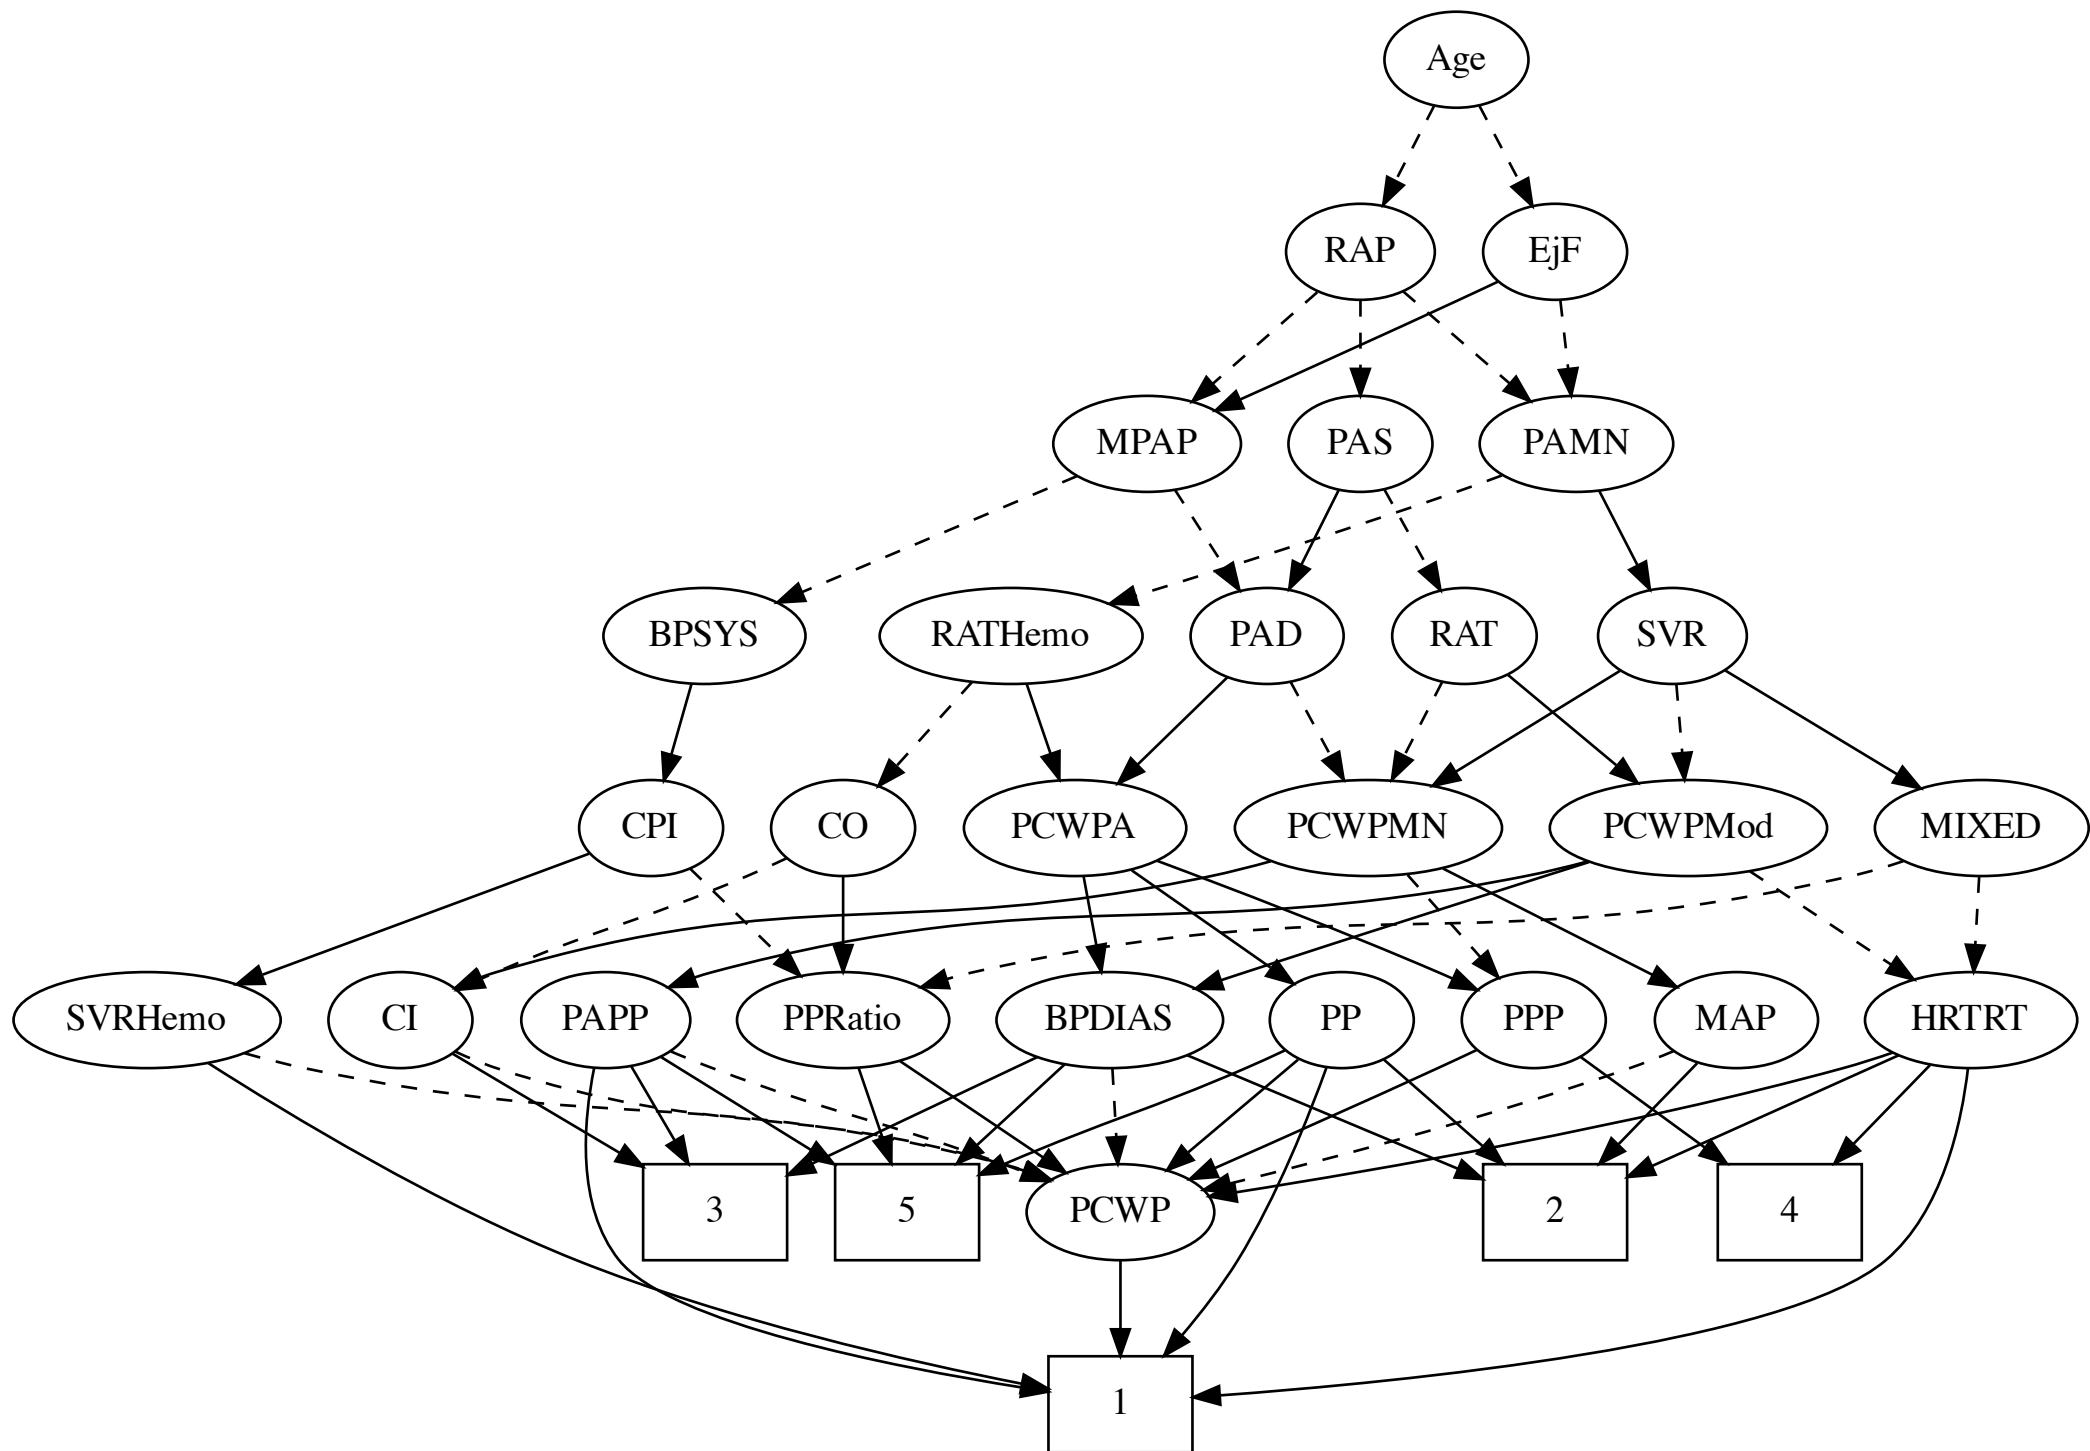 Age
RAP
EjF
MPAP
PAS
PAMN
BPSYS
RATHemo
PAD
RAT
SVR
CPI
CO
PCWPA
PCWPMN
PCWPMod
MIXED
SVRHemo
CI
PAPP
PPRatio
BPDIAS
PP
PPP
MAP
HRTRT
3
5
PCWP
2
4
1